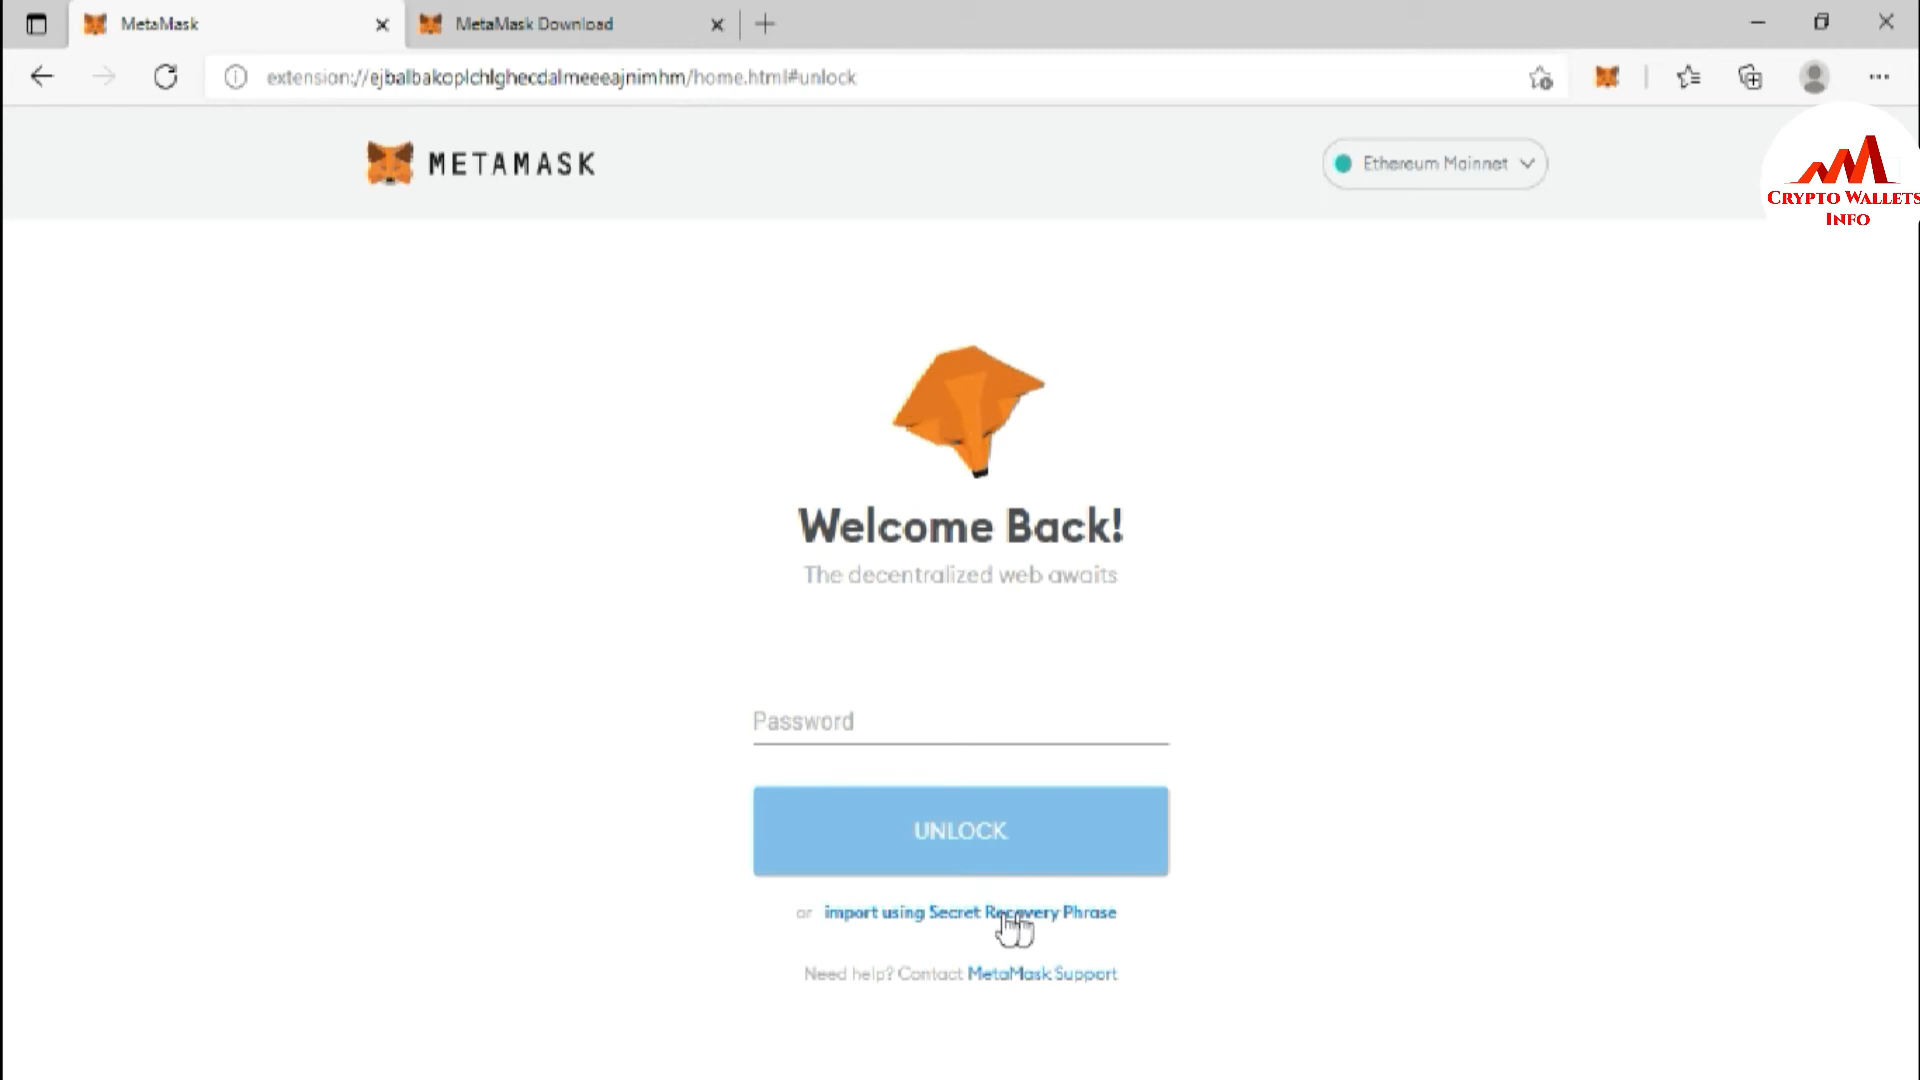 MetaMask
MetaMask Download
extension://ejbalbakoplchlghecdalmeeeajnimhm/home.html#unlock
METAMASK
Ethereum Mainnet
CRYPTO WALLETS
INFO
Welcome Back!
The decentralized web awaits
Password
UNLOCK
or import using Secret Recovery Phrase
Need help? Contact MetaMask Support